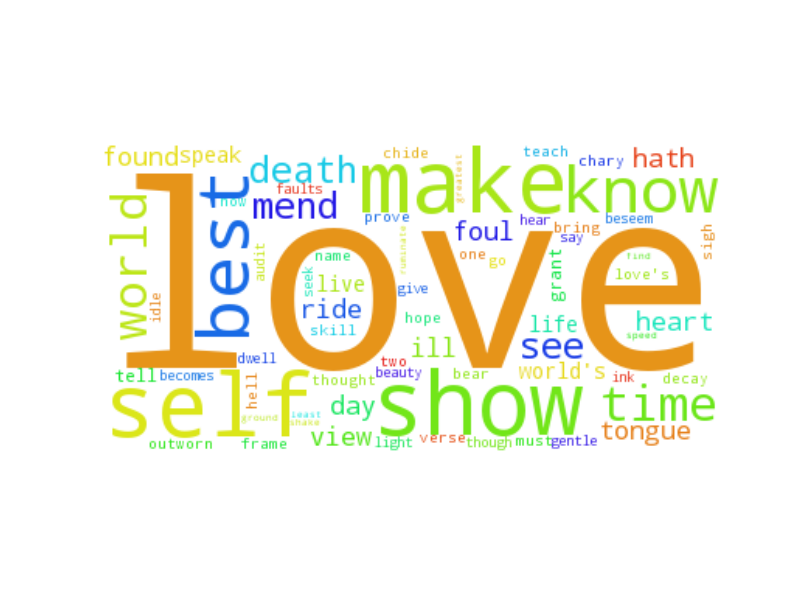 found
speak
chide
greatest
teach
chary
hath
death
faults
make
know
now
mend
best
world
idle
audit
prove
ruminate
foul
hear
say
bring
beseem
sigh
love
name
seek
live
give
one
go
grant
find
love's
ride
skill
hope
life
speed
heart
ill
see
dwell
two
tell
becomes
hell
thought
beauty
bear
world's
ink
decay
self
ground
least
shake
day
show
time
view
light
verse
though
must
gentle
tongue
outworn
frame